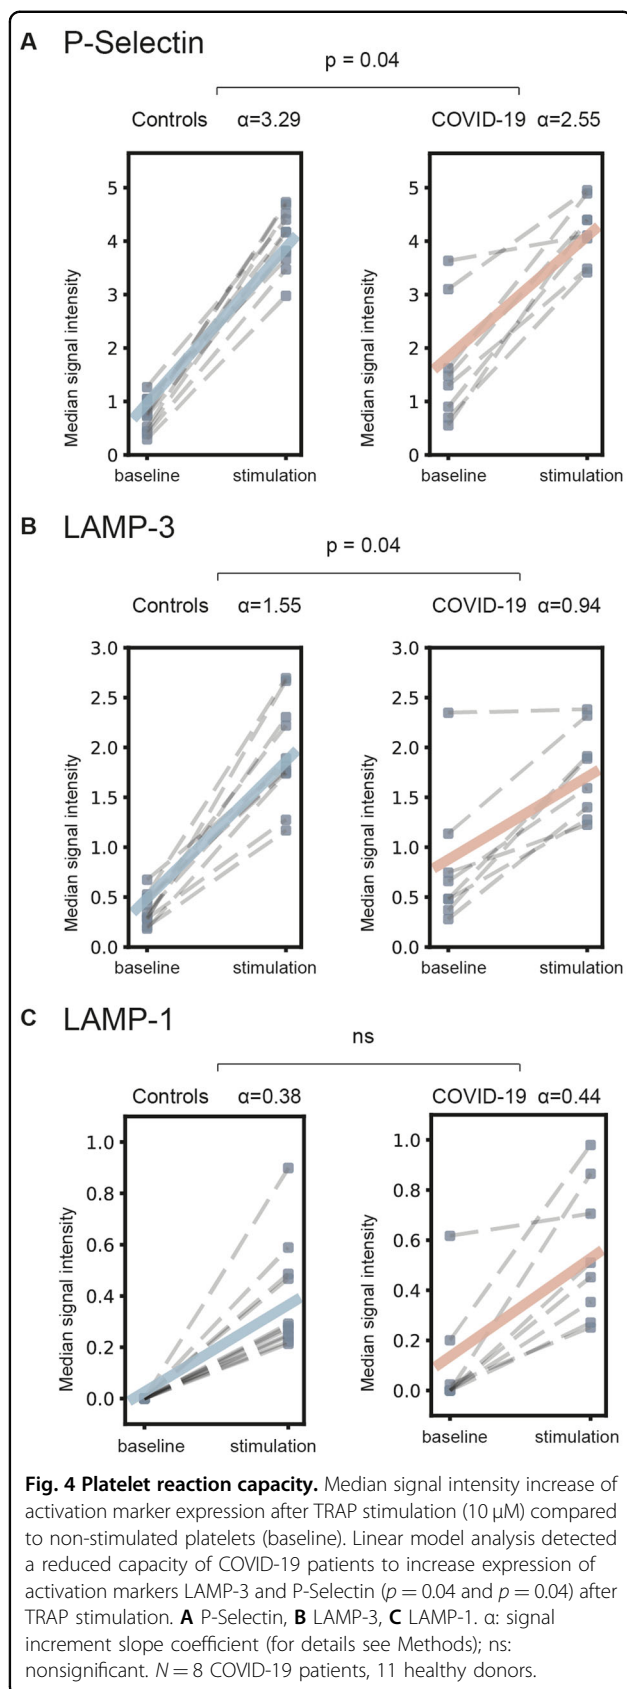 A P-Selectin
p = 0.04
Controls α=3.29
COVID-19 α=2.55
Median signal intensity
5
4
3
2
1
0
baseline stimulation
Median signal intensity
5
4
3
2
1
0
baseline stimulation
B LAMP-3
p = 0.04
Controls α=1.55
COVID-19 α=0.94
Median signal intensity
3.0
2.5
2.0
1.5
1.0
0.5
0.0
baseline stimulation
Median signal intensity
3.0
2.5
2.0
1.5
1.0
0.5
0.0
baseline stimulation
C LAMP-1
ns
Controls α=0.38
COVID-19 α=0.44
Median signal intensity
1.0
0.8
0.6
0.4
0.2
0.0
baseline stimulation
Median signal intensity
1.0
0.8
0.6
0.4
0.2
0.0
baseline stimulation
Fig. 4 Platelet reaction capacity. Median signal intensity increase of
activation marker expression after TRAP stimulation (10 μM) compared
to non-stimulated platelets (baseline). Linear model analysis detected
a reduced capacity of COVID-19 patients to increase expression of
activation markers LAMP-3 and P-Selectin (p = 0.04 and p = 0.04) after
TRAP stimulation. A P-Selectin, B LAMP-3, C LAMP-1. α: signal
increment slope coefficient (for details see Methods); ns:
nonsignificant. N = 8 COVID-19 patients, 11 healthy donors.